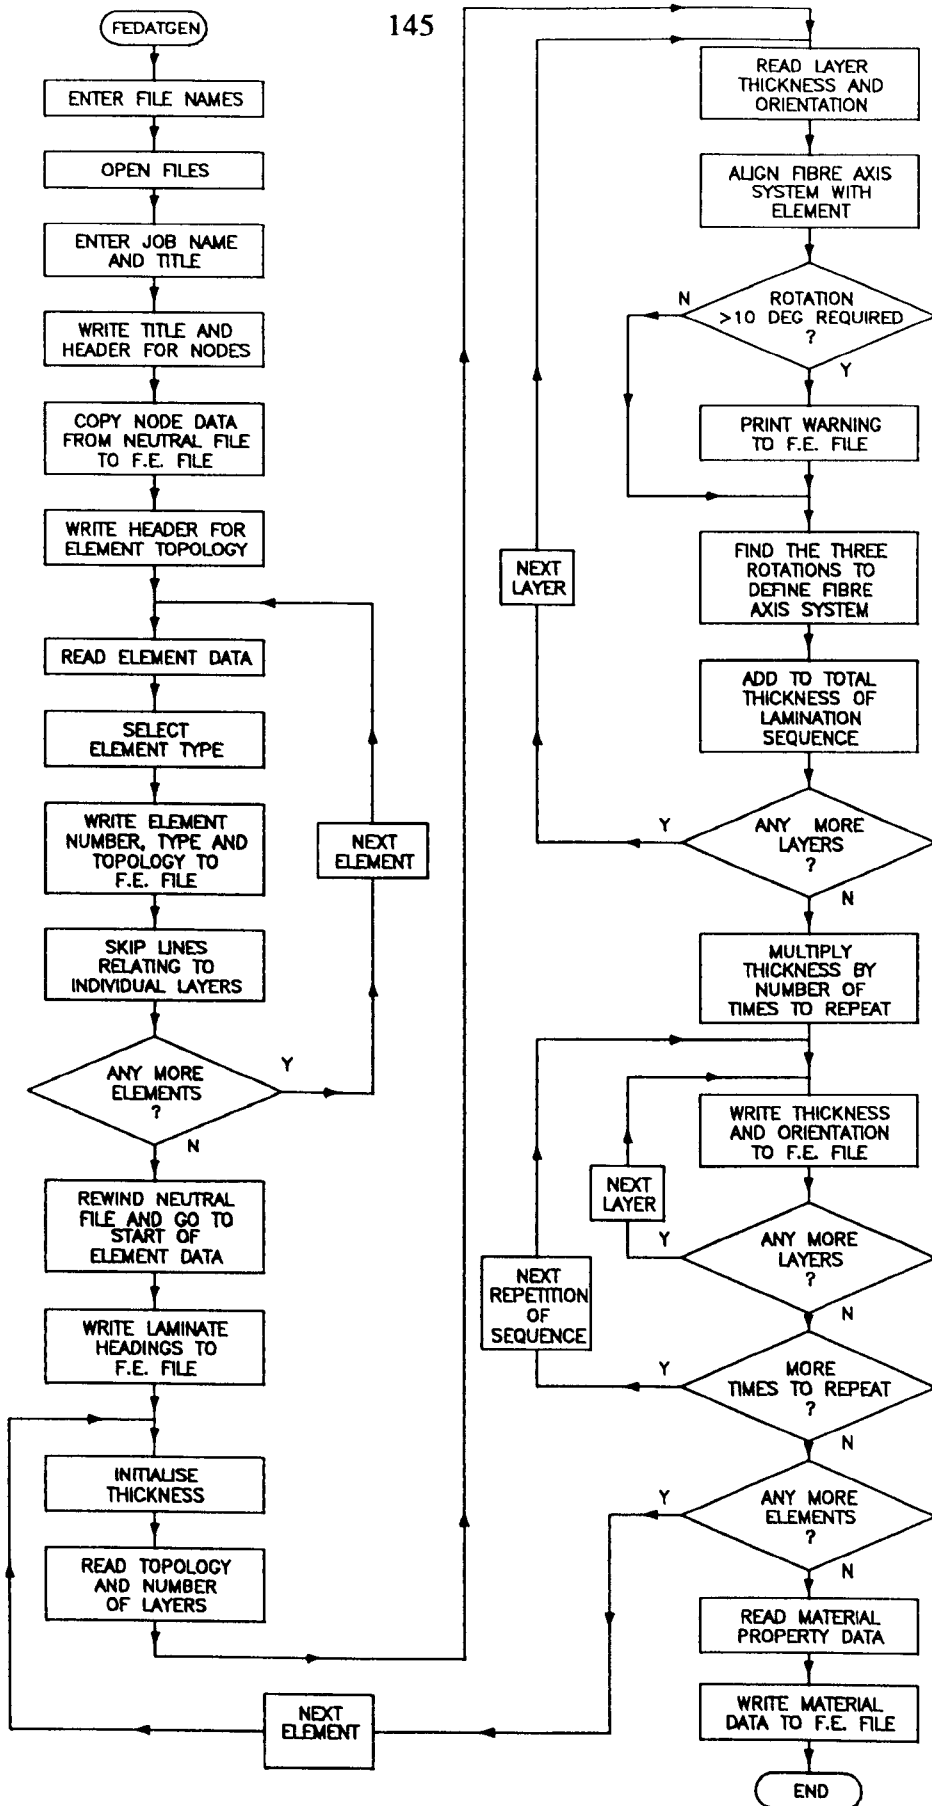 145
FEDATGEN
ENTER FILE NAMES
OPEN FILES
ENTER JOB NAME
AND TITLE
WRITE TITLE AND
HEADER FOR NODES
COPY NODE DATA
FROM NEUTRAL FILE
TO F.E. FILE
WRITE HEADER FOR
ELEMENT TOPOLOGY
READ ELEMENT DATA
SELECT
ELEMENT TYPE
WRITE ELEMENT
NUMBER, TYPE AND
TOPOLOGY TO
F.E. FILE
NEXT
ELEMENT
SKIP LINES
RELATING TO
INDIVIDUAL LAYERS
ANY MORE
ELEMENTS
?
Y
N
REWIND NEUTRAL
FILE AND GO TO
START OF
ELEMENT DATA
WRITE LAMINATE
HEADINGS TO
F.E. FILE
INITIALISE
THICKNESS
READ TOPOLOGY
AND NUMBER
OF LAYERS
READ LAYER
THICKNESS AND
ORIENTATION
ALIGN FIBRE AXIS
SYSTEM WITH
ELEMENT
ROTATION
>10 DEG REQUIRED
?
N
Y
PRINT WARNING
TO F.E. FILE
FIND THE THREE
ROTATIONS TO
DEFINE FIBRE
AXIS SYSTEM
NEXT
LAYER
ADD TO TOTAL
THICKNESS OF
LAMINATION
SEQUENCE
ANY MORE
LAYERS
?
Y
N
MULTIPLY
THICKNESS BY
NUMBER OF
TIMES TO REPEAT
WRITE THICKNESS
AND ORIENTATION
TO F.E. FILE
NEXT
LAYER
ANY MORE
LAYERS
?
Y
N
NEXT
REPETITION
OF
SEQUENCE
MORE
TIMES TO REPEAT
?
Y
N
ANY MORE
ELEMENTS
?
Y
N
NEXT
ELEMENT
READ MATERIAL
PROPERTY DATA
WRITE MATERIAL
DATA TO F.E. FILE
END